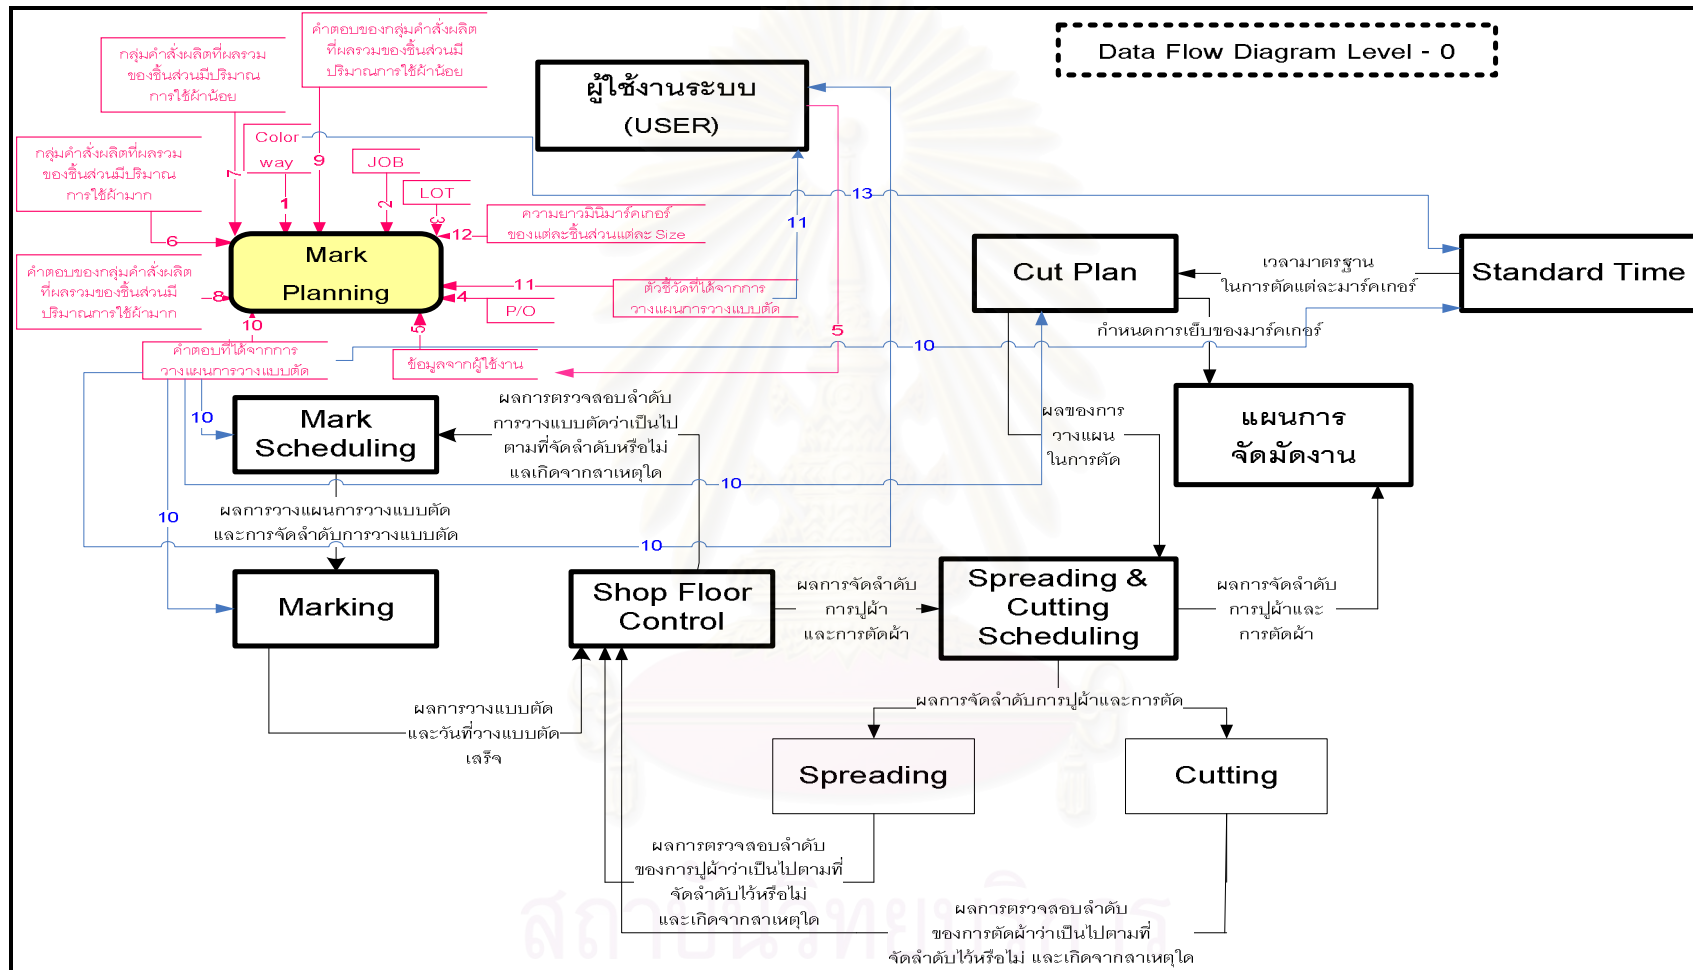 Data Flow Diagram Level - 0
คำตอบของกลุ่มคำสั่งผลิต
ที่ผลรวมของชิ้นส่วนมี
ปริมาณการใช้ผ้าน้อย
กลุ่มคำสั่งผลิตที่ผลรวม
ของชิ้นส่วนมีปริมาณ
การใช้ผ้าน้อย
ผู้ใช้งานระบบ
(USER)
กลุ่มคำสั่งผลิตที่ผลรวม
ของชิ้นส่วนมีปริมาณ
การใช้ผ้ามาก
Color
way
JOB
LOT
7
9
1
2
3
13
11
6
12
ความยาวมินิมาร์คเกอร์
ของแต่ละชิ้นส่วนแต่ละ Size
Mark
Planning
คำตอบของกลุ่มคำสั่งผลิต
ที่ผลรวมของชิ้นส่วนมี
ปริมาณการใช้ผ้ามาก
8
11
4
P/O
ตัวชี้วัดที่ได้จากการ
วางแผนการวางแบบตัด
Cut Plan
เวลามาตรฐาน
ในการตัดแต่ละมาร์คเกอร์
Standard Time
10
5
5
กำหนดการเย็บของมาร์คเกอร์
10
คำตอบที่ได้จากการ
วางแผนการวางแบบตัด
ข้อมูลจากผู้ใช้งาน
10
Mark
Scheduling
ผลการตรวจสอบลำดับ
การวางแบบตัดว่าเป็นไป
ตามที่จัดลำดับหรือไม่
แลเกิดจากสาเหตุใด
ผลของการ
วางแผน
ในการตัด
แผนการ
จัดมัดงาน
10
10
ผลการวางแผนการวางแบบตัด
และการจัดลำดับการวางแบบตัด
10
Marking
Shop Floor
Control
ผลการจัดลำดับ
การปูผ้า
และการตัดผ้า
Spreading &
Cutting
Scheduling
ผลการจัดลำดับ
การปูผ้าและ
การตัดผ้า
ผลการวางแบบตัด
และวันที่วางแบบตัด
เสร็จ
ผลการจัดลำดับการปูผ้าและการตัด
Spreading
Cutting
ผลการตรวจสอบลำดับ
ของการปูผ้าว่าเป็นไปตามที่
จัดลำดับไว้หรือไม่
และเกิดจากสาเหตุใด
ผลการตรวจสอบลำดับ
ของการตัดผ้าว่าเป็นไปตามที่
จัดลำดับไว้หรือไม่ และเกิดจากสาเหตุใด
สถาบันวิทยบริการ